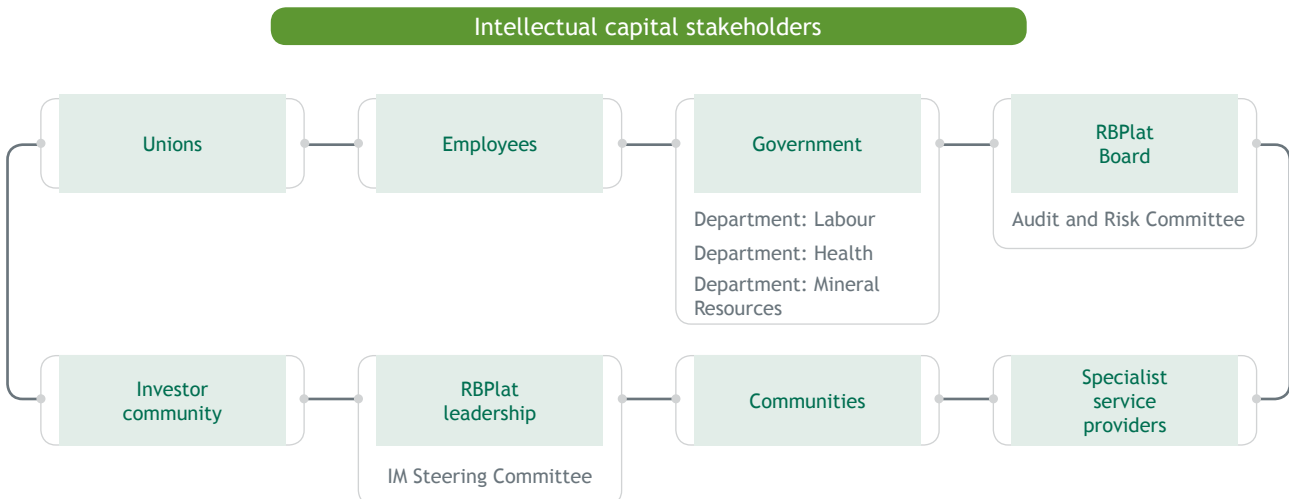 Intellectual capital stakeholders
Unions
Employees
Government
Department: Labour
Department: Health
Department: Mineral
Resources
RBPlat
Board
Audit and Risk Committee
Investor
community
RBPlat
leadership
IM Steering Committee
Communities
Specialist
service
providers